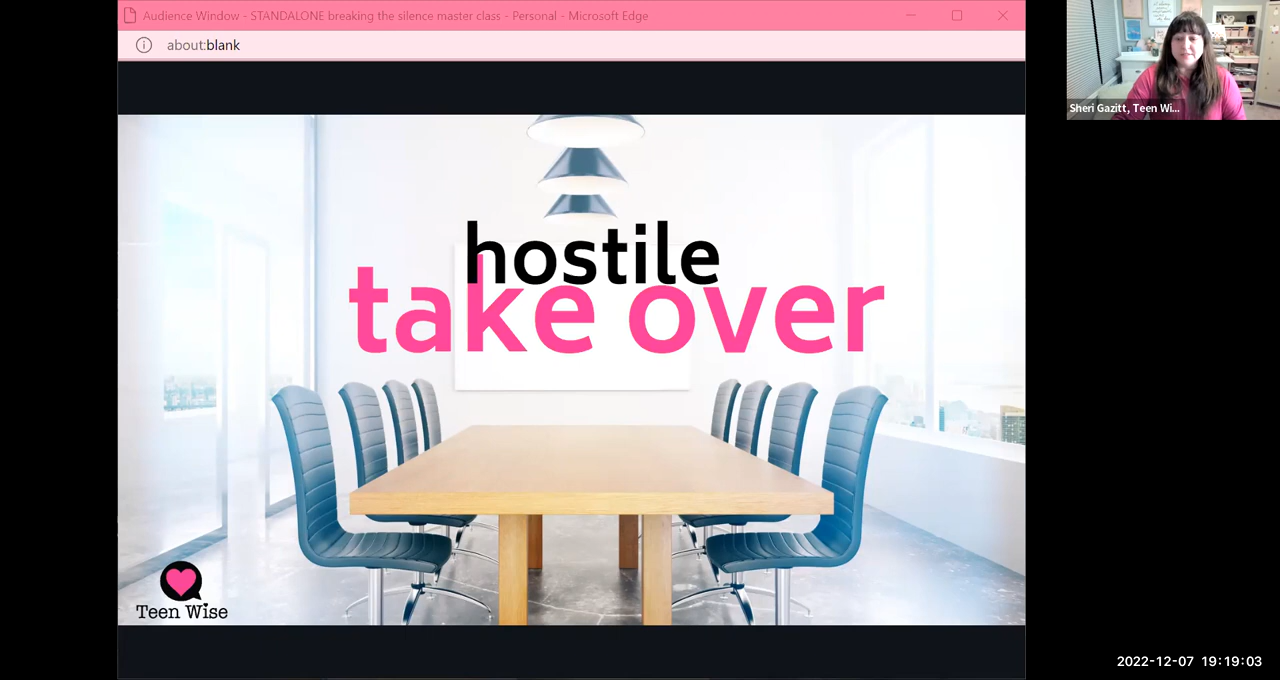 Audience Window - STANDALONE breaking the silence master class - Personal - Microsoft Edge
about:blank
Sheri Gazitt, Teen Wi...
hostile
take over
Teen Wise
2022-12-07 19:19:03